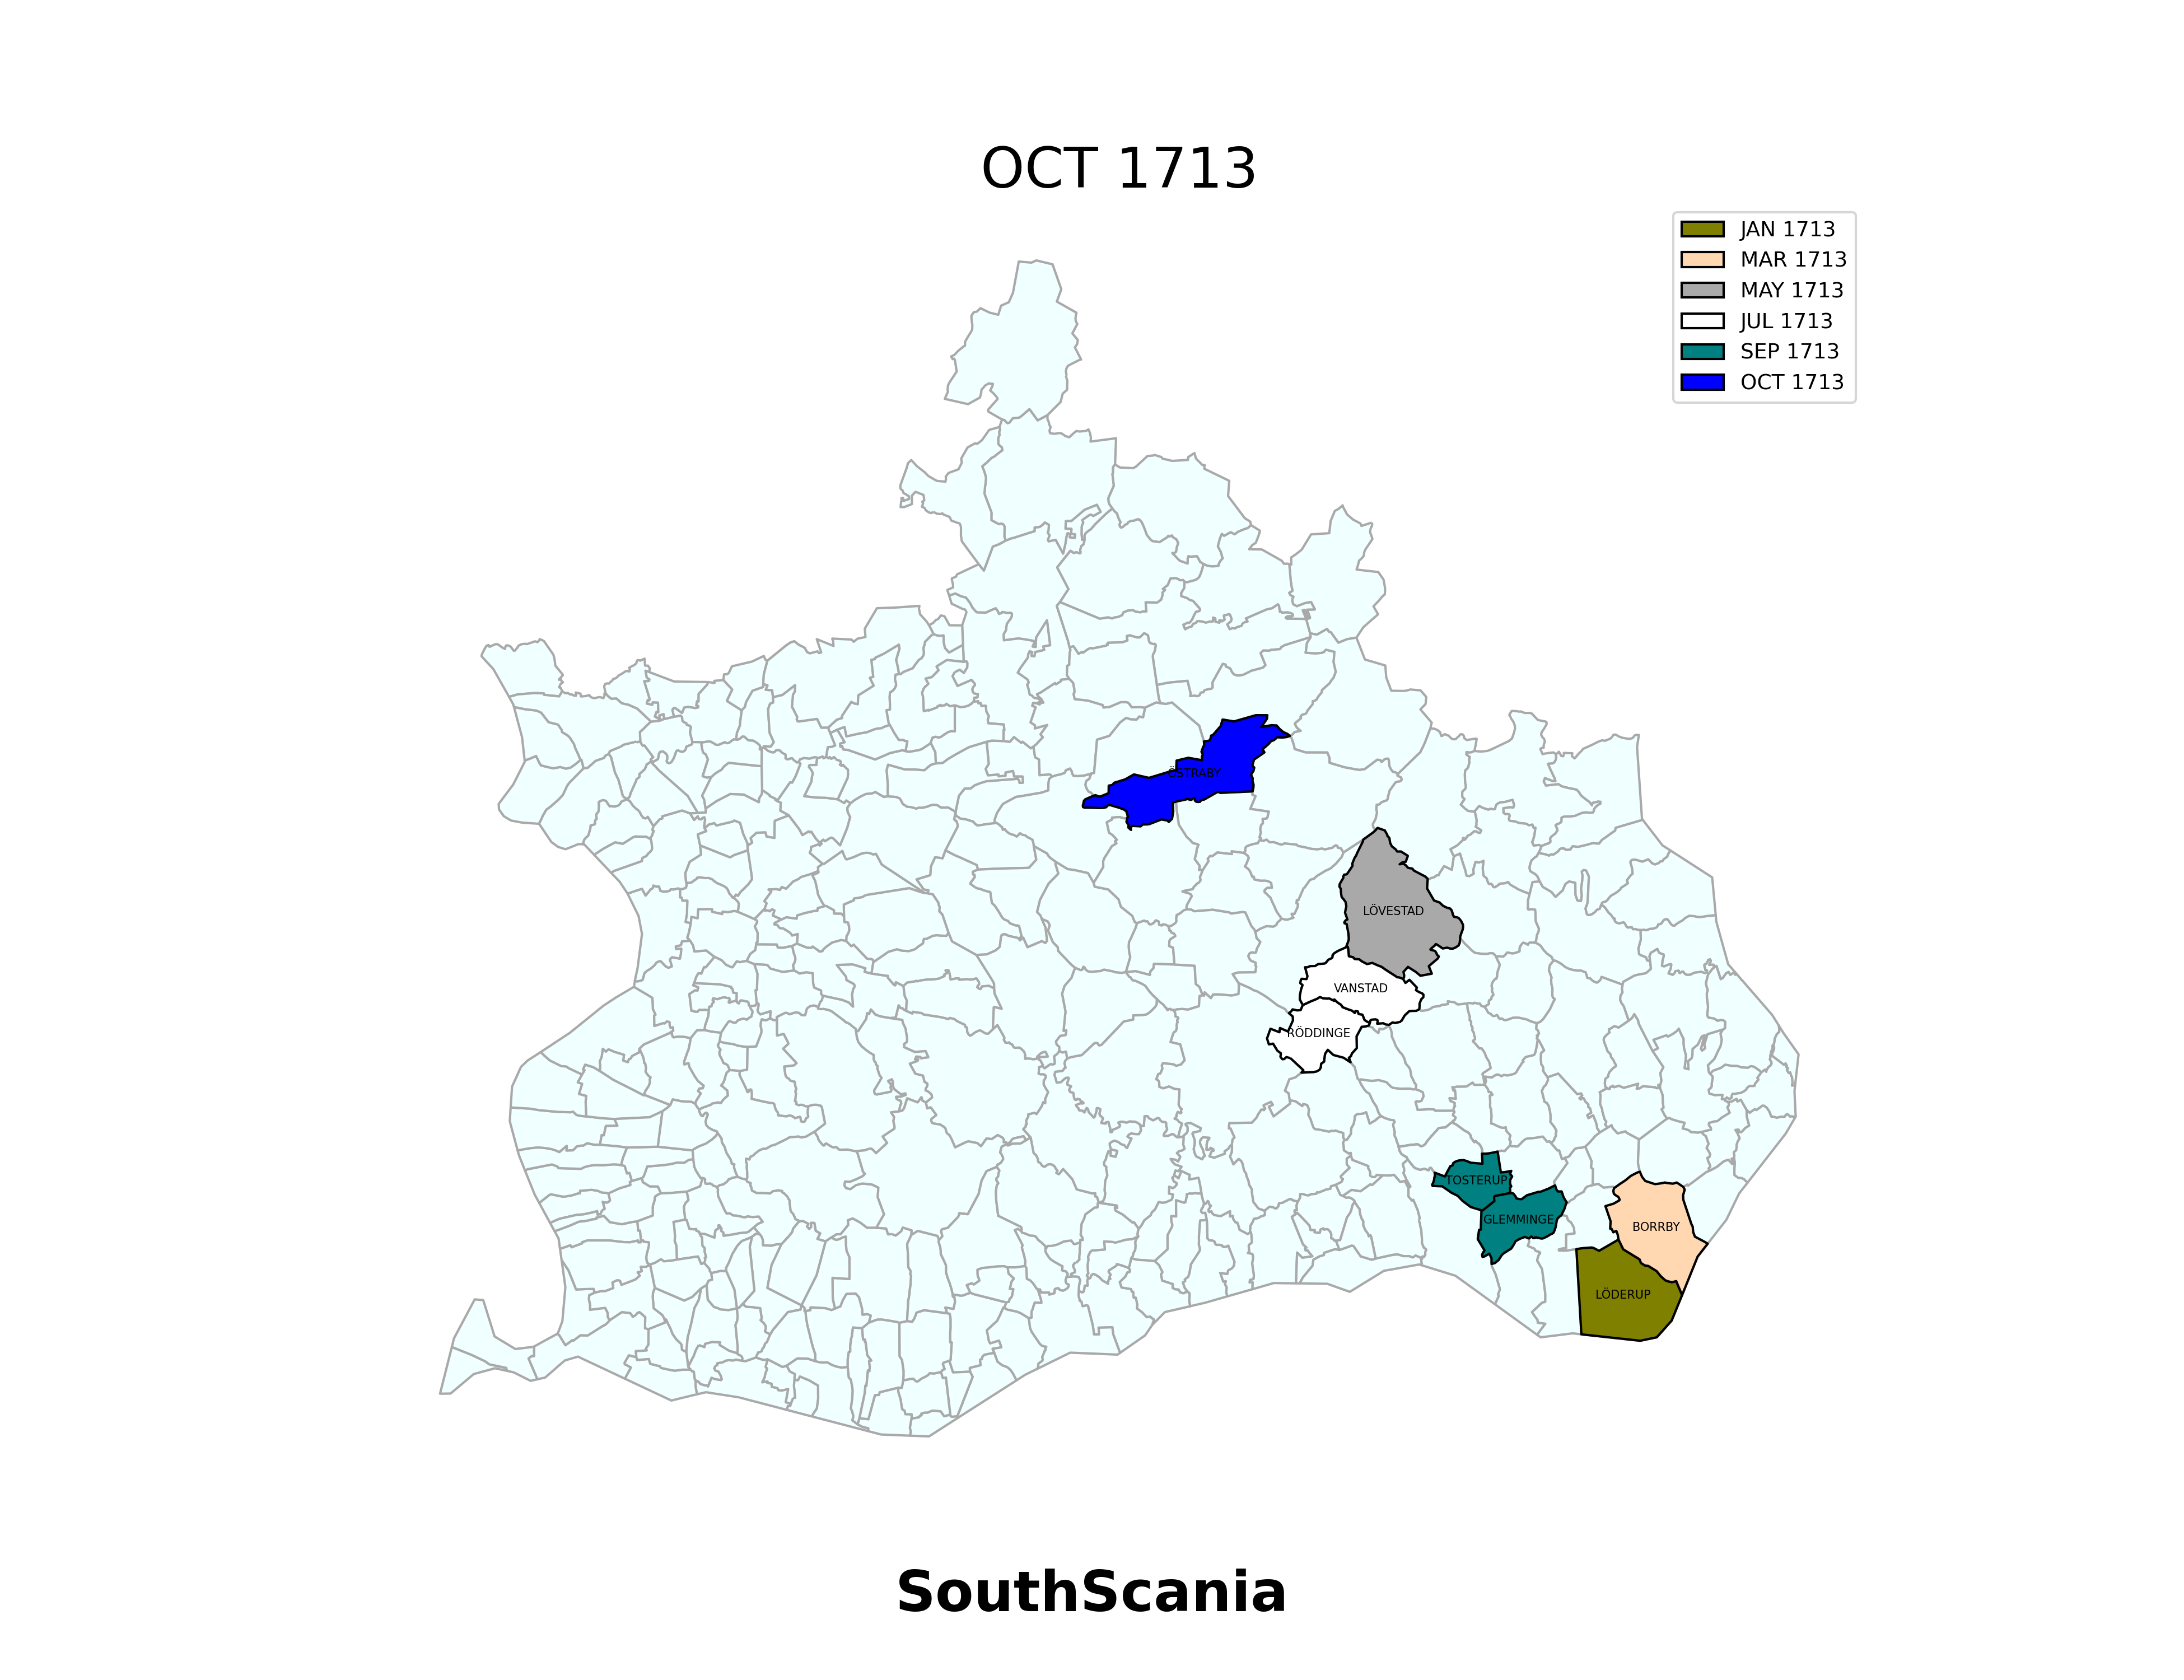 OCT 1713
JAN 1713
MAR 1713
MAY 1713
JUL 1713
SEP 1713
OCT 1713
ÖSTRABY
LÖVESTAD
VANSTAD
RÖDDINGE
TOSTERUP
GLEMMINGE
BORRBY
LÖDERUP
SouthScania